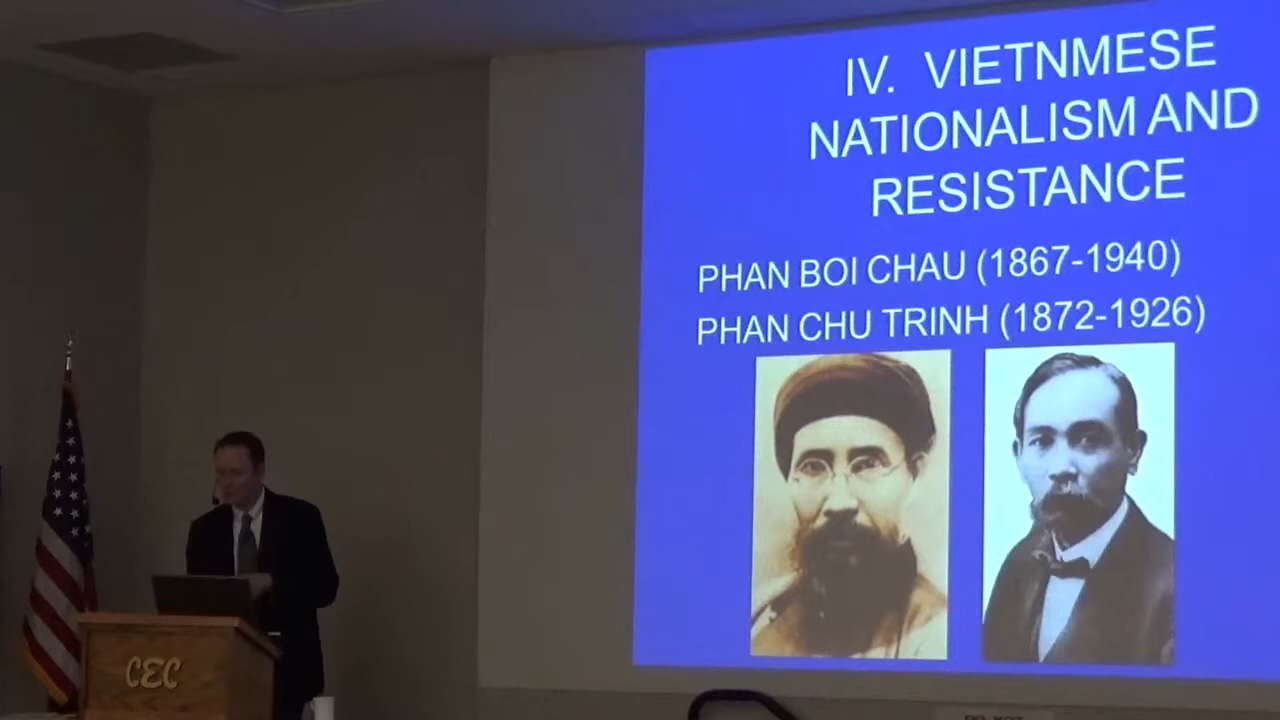 IV. VIETNMESE
NATIONALISM AND
RESISTANCE
PHAN BOI CHAU (1867-1940)
PHAN CHU TRINH (1872-1926)
CEC